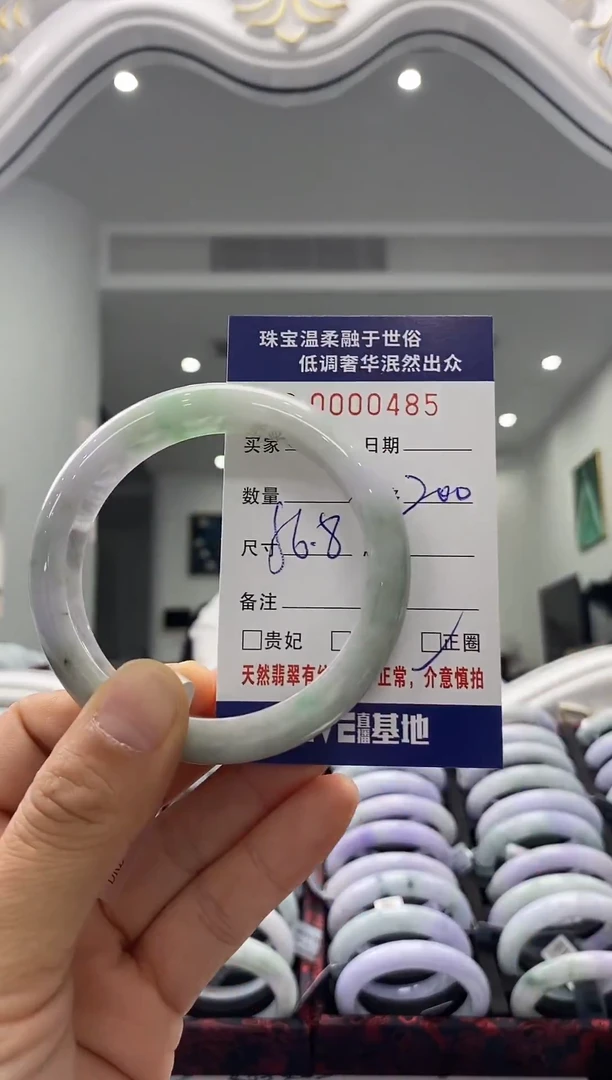 珠宝温柔融于世俗
低调奢华泯然出众
0000485
买家 日期
数量 200
尺寸 56.8
备注
□贵妃 □ □正圈
天然翡翠有 正常，介意慎拍
直播基地